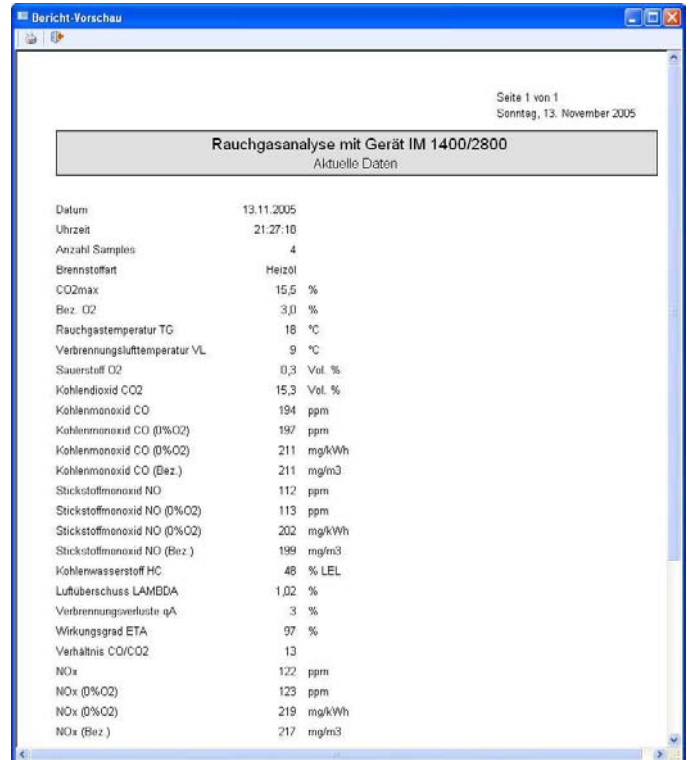 Bericht-Vorschau
Seite 1 von 1
Sonntag, 13. November 2005
Rauchgasanalyse mit Gerät IM 1400/2800
Aktuelle Daten
Datum 13.11.2005
Uhrzeit 21:27:18
Anzahl Samples 4
Brennstoffart Heizöl
CO2max 15,5 %
Bez. O2 3,0 %
Rauchgastemperatur TG 18 °C
Verbrennungslufttemperatur VL 9 °C
Sauerstoff O2 0,3 Vol. %
Kohlendioxid CO2 15,3 Vol. %
Kohlenmonoxid CO 194 ppm
Kohlenmonoxid CO (0%O2) 197 ppm
Kohlenmonoxid CO (0%O2) 211 mg/kWh
Kohlenmonoxid CO (Bez.) 211 mg/m3
Stickstoffmonoxid NO 112 ppm
Stickstoffmonoxid NO (0%O2) 113 ppm
Stickstoffmonoxid NO (0%O2) 202 mg/kWh
Stickstoffmonoxid NO (Bez.) 199 mg/m3
Kohlenwasserstoff HC 48 % LEL
Luftüberschuss LAMBDA 1,02 %
Verbrennungsverluste qA 3 %
Wirkungsgrad ETA 97 %
Verhältnis CO/CO2 13
NOx 122 ppm
NOx (0%O2) 123 ppm
NOx (0%O2) 219 mg/kWh
NOx (Bez.) 217 mg/m3